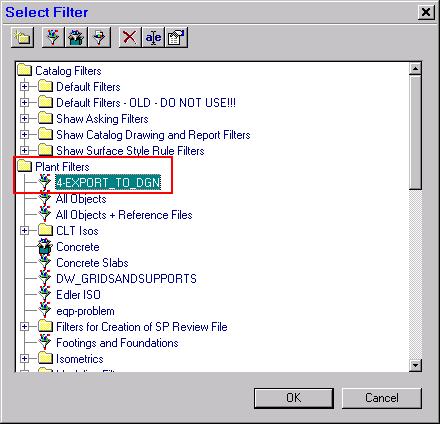 Select Filter
Catalog Filters
Default Filters
Default Filters - OLD - DO NOT USE!!!
Shaw Asking Filters
Shaw Catalog Drawing and Report Filters
Shaw Surface Style Rule Filters
Plant Filters
4-EXPORT_TO_DGN
All Objects
All Objects + Reference Files
CLT Isos
Concrete
Concrete Slabs
DW_GRIDSANDSUPPORTS
Edler ISO
eqp-problem
Filters for Creation of SP Review File
Footings and Foundations
Isometrics
OK Cancel